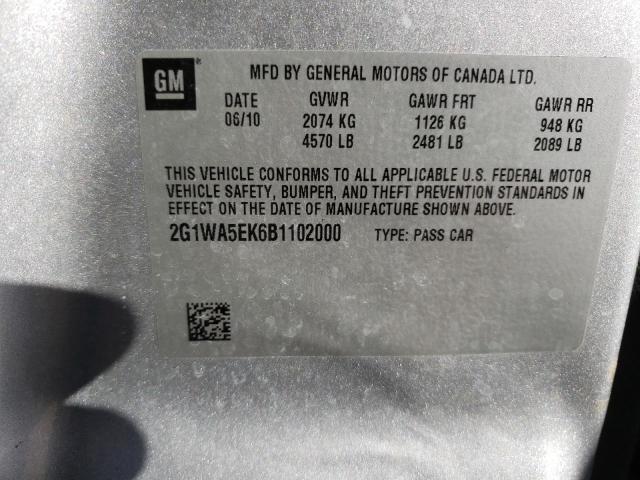 GM
MFD BY GENERAL MOTORS OF CANADA LTD.
DATE GVWR GAWR FRT GAWR RR
06/10 2074 KG 1126 KG 948 KG
4570 LB 2481 LB 2089 LB
THIS VEHICLE CONFORMS TO ALL APPLICABLE U.S. FEDERAL MOTOR
VEHICLE SAFETY, BUMPER, AND THEFT PREVENTION STANDARDS IN
EFFECT ON THE DATE OF MANUFACTURE SHOWN ABOVE.
2G1WA5EK6B1102000 TYPE: PASS CAR